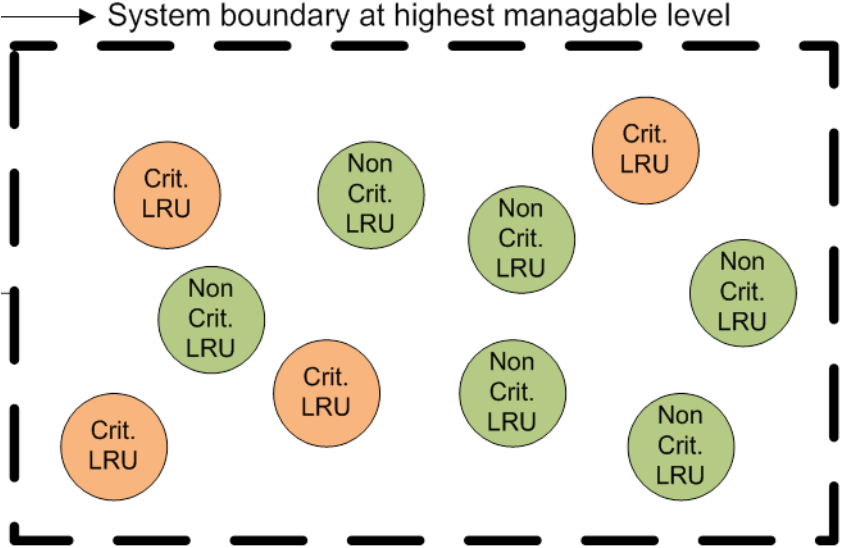 System boundary at highest managable level
Crit.
LRU
Crit.
LRU
Non
Crit.
LRU
Non
Crit.
LRU
Non
Crit.
LRU
Non
Crit.
LRU
Crit.
LRU
Non
Crit.
LRU
Crit.
LRU
Non
Crit.
LRU